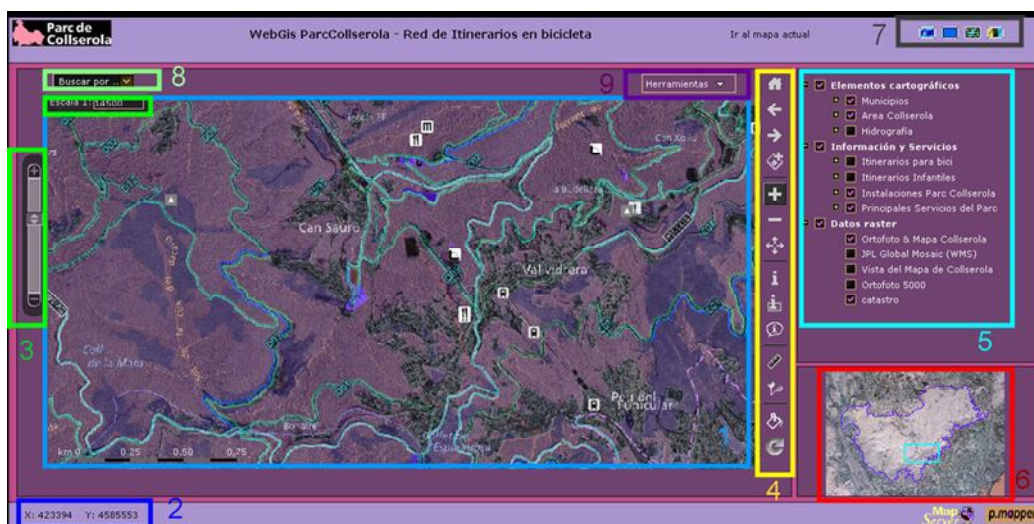 Parc de
Collserola
WebGis ParcCollserola - Red de Itinerarios en bicicleta
Ir al mapa actual
7
Buscar por ..
8
9
Herramientas
Escala 1:
14500
Elementos cartográficos
Municipios
Area Collserola
Hidrografía
Información y Servicios
Itinerarios para bici
Itinerarios Infantiles
Instalaciones Parc Collserola
Principales Servicios del Parc
Datos raster
Ortofoto & Mapa Collserola
JPL Global Mosaic (WMS)
Vista del Mapa de Collserola
Ortofoto 5000
catastro
5
Can Sauró
Vallvidrera
3
Coll
de la Mata
km 0 0.25 0.50 0.75
4
6
X: 423394 Y: 4585553
2
Map
p.mapper